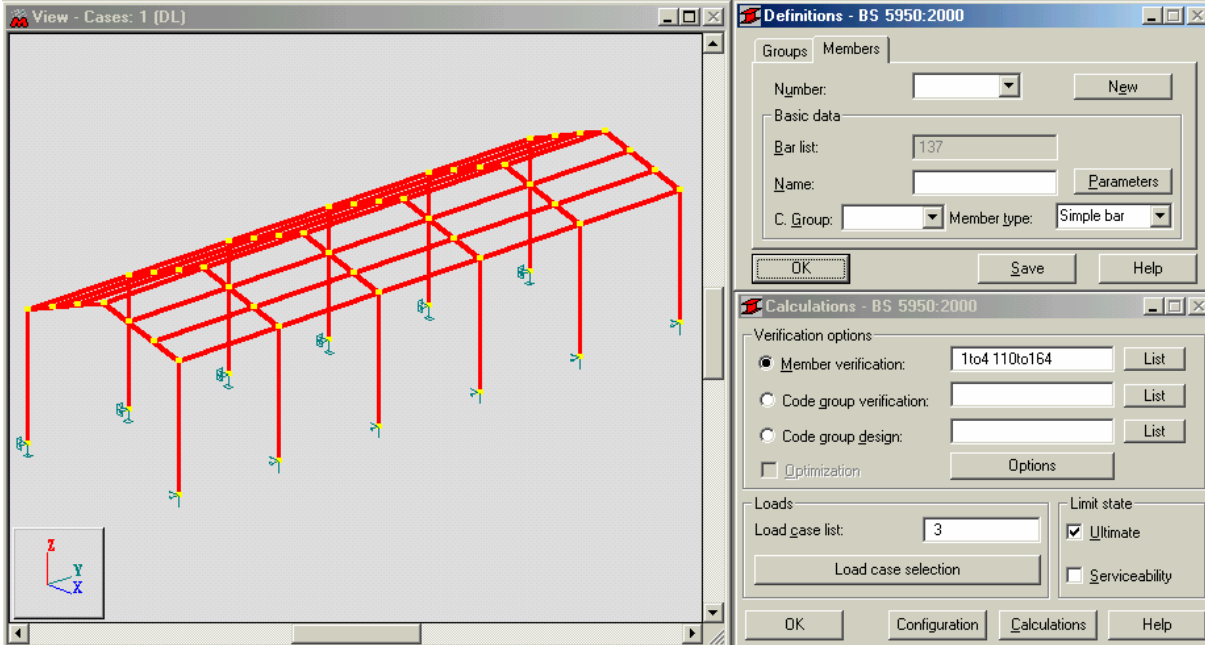 View - Cases: 1 (DL)
Z
Y
X
Definitions - BS 5950:2000
Groups Members
Number: New
Basic data
Bar list: 137
Name: Parameters
C. Group: Member type: Simple bar
OK Save Help
Calculations - BS 5950:2000
Verification options
Member verification: 1to4 110to164 List
Code group verification: List
Code group design: List
Optimization Options
Loads Limit state
Load case list: 3 Ultimate
Load case selection Serviceability
OK Configuration Calculations Help